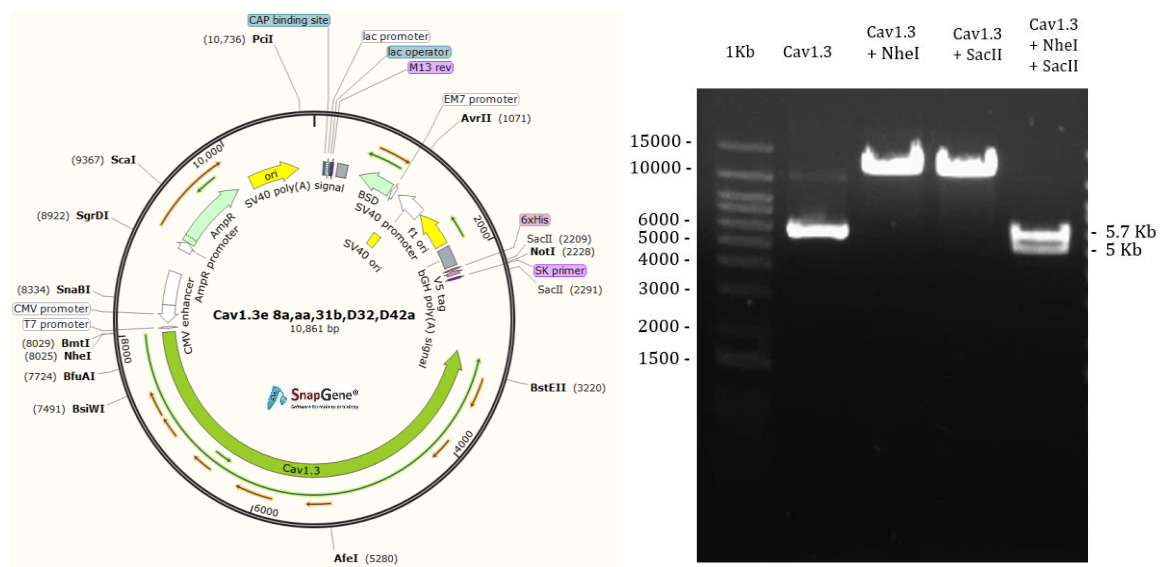 CAP binding site
(10,736) PciI
lac promoter
lac operator
M13 rev
EM7 promoter
AvrII (1071)
(9367) ScaI
10,000
ori
SV40 poly(A) signal
BSD
SV40 promoter
f1 ori
2000
6xHis
SacII (2209)
NotI (2228)
SK primer
SacII (2291)
(8922) SgrDI
AmpR
AmpR promoter
SV40 ori
V5 tag
bGH poly(A) signal
(8334) SnaBI
CMV enhancer
CMV promoter
T7 promoter
Cav1.3e 8a,aa,31b,D32,D42a
10,861 bp
(8029) BmtI
(8025) NheI
8000
(7724) BfuAI
(7491) BsiWI
BstEII (3220)
SnapGene®
Software for molecular biology
4000
Cav1.3
6000
AfeI (5280)
1Kb
Cav1.3
Cav1.3
+ NheI
Cav1.3
+ SacII
Cav1.3
+ NheI
+ SacII
15000 -
10000 -
6000 -
5000 -
4000 -
3000 -
2000 -
1500 -
- 5.7 Kb
- 5 Kb